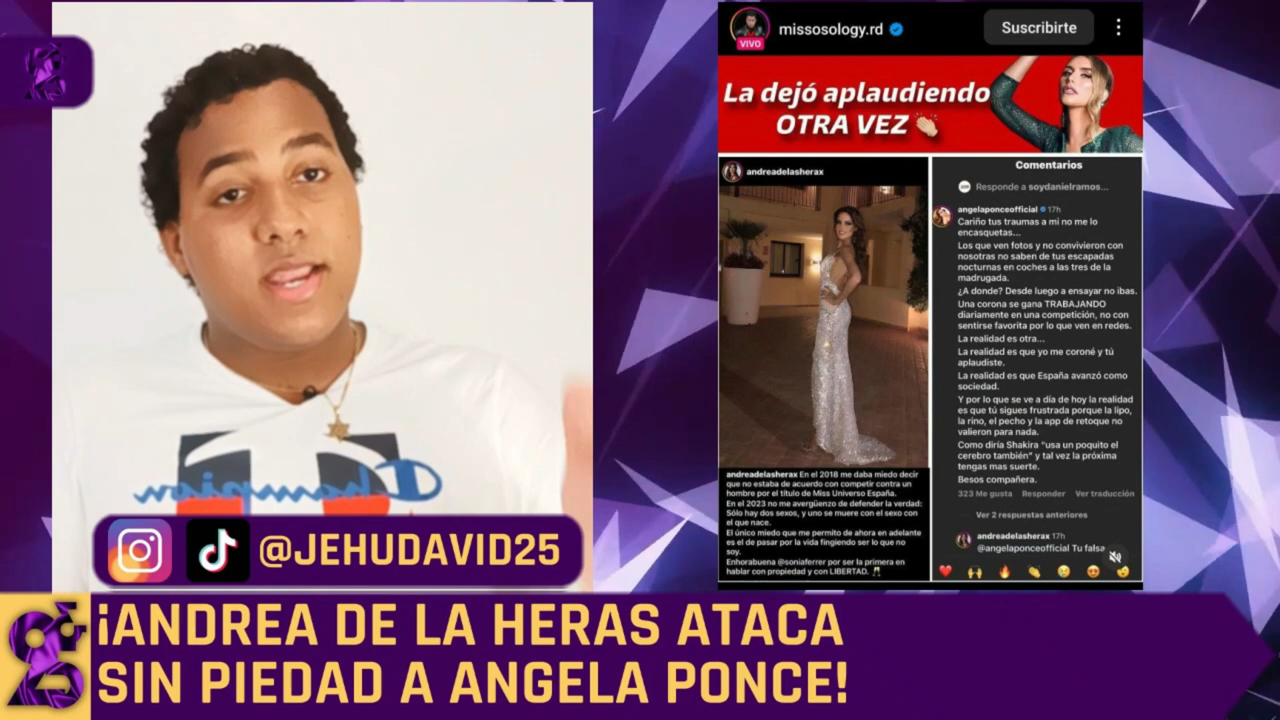 missosology.rd
VIVO
Suscribirte
La dejó aplaudiendo
OTRA VEZ
andreadelasherax
andreadelasherax En el 2018 me daba miedo decir
que no estaba de acuerdo con competir contra un
hombre por el título de Miss Universo España.
En el 2023 no me avergüenzo de defender la verdad:
Sólo hay dos sexos, y uno se muere con el sexo con
el que nace.
El único miedo que me permito de ahora en adelante
es el de pasar por la vida fingiendo ser lo que no
soy.
Enhorabuena @soniaferrer por ser la primera en
hablar con propiedad y con LIBERTAD.
Comentarios
Responde a soydanielramos...
angelaponceofficial 17h
Cariño tus traumas a mi no me lo
encasquetas...
Los que ven fotos y no convivieron con
nosotras no saben de tus escapadas
nocturnas en coches a las tres de la
madrugada.
¿A donde? Desde luego a ensayar no ibas.
Una corona se gana TRABAJANDO
diariamente en una competición, no con
sentirse favorita por lo que ven en redes.
La realidad es otra...
La realidad es que yo me coroné y tú
aplaudiste.
La realidad es que España avanzó como
sociedad.
Y por lo que se ve a día de hoy la realidad
es que tú sigues frustrada porque la lipo,
la rino, el pecho y la app de retoque no
valieron para nada.
Como diría Shakira "usa un poquito el
cerebro también" y tal vez la próxima
tengas mas suerte.
Besos compañera.
323 Me gusta Responder Ver traducción
Ver 2 respuestas anteriores
andreadelasherax 17h
@angelaponceofficial Tu falsa
Champion
@JEHUDAVID25
¡ANDREA DE LA HERAS ATACA
SIN PIEDAD A ANGELA PONCE!